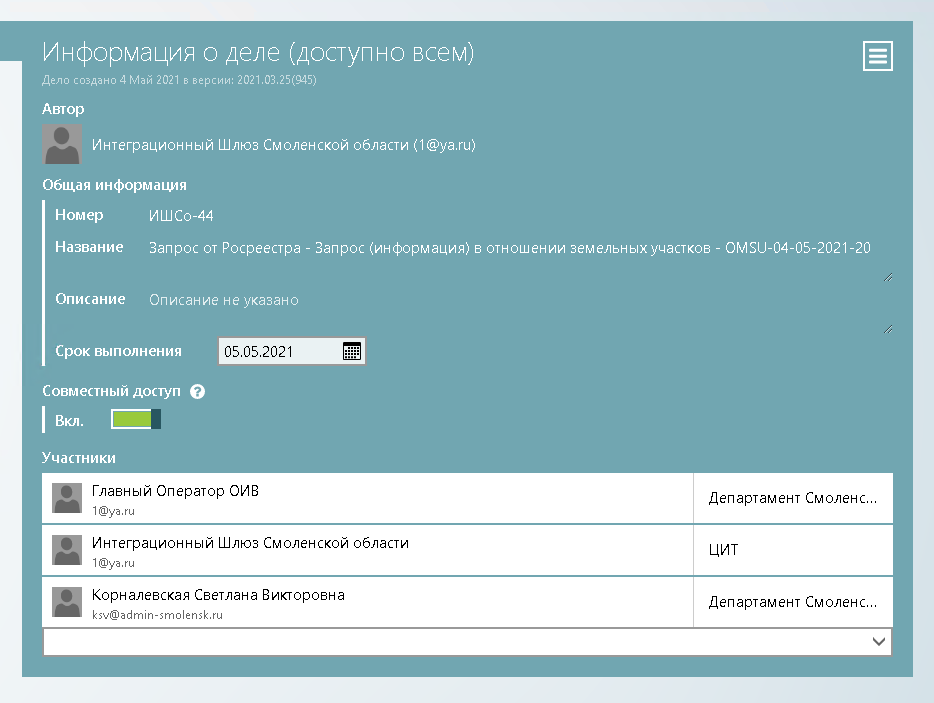 Информация о деле (доступно всем)
Дело создано 4 Май 2021 в версии: 2021.03.25(945)
Автор
Интеграционный Шлюз Смоленской области (1@ya.ru)
Общая информация
Номер ИШСо-44
Название Запрос от Росреестра - Запрос (информация) в отношении земельных участков - OMSU-04-05-2021-20
Описание Описание не указано
Срок выполнения 05.05.2021
Совместный доступ ?
Вкл.
Участники
Главный Оператор ОИВ Департамент Смоленс...
1@ya.ru
Интеграционный Шлюз Смоленской области ЦИТ
1@ya.ru
Корналевская Светлана Викторовна Департамент Смоленс...
ksv@admin-smolensk.ru